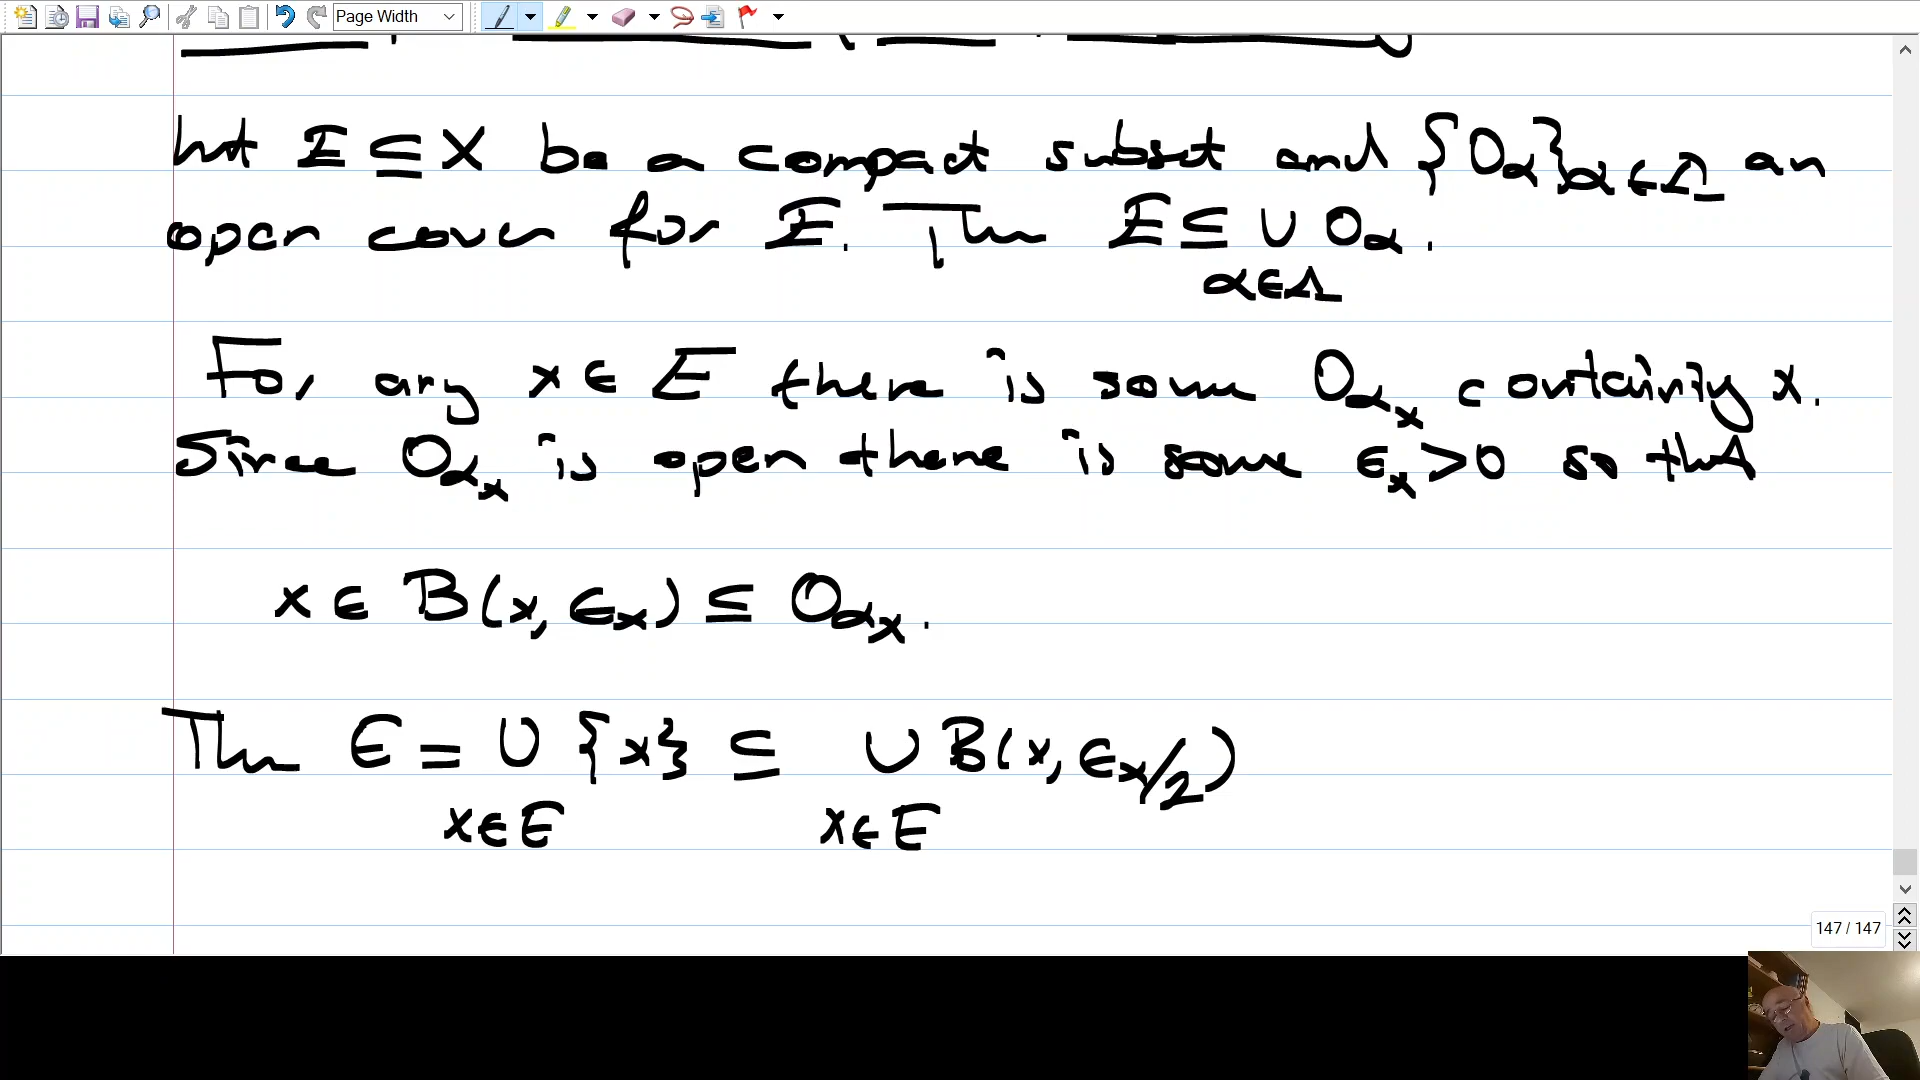 Page Width
Let E ⊆ X be a compact subset and {O_α}_{α∈Λ} an
open cover for E. Then E ⊆ ∪ O_α.
α∈Λ
For any x ∈ E there is some O_{α_x} containing x.
Since O_{α_x} is open there is some ε_x > 0 so that
x ∈ B(x, ε_x) ⊆ O_{α_x}.
Then E = ∪ {x} ⊆ ∪ B(x, ε_x/2)
x∈E x∈E
147 / 147